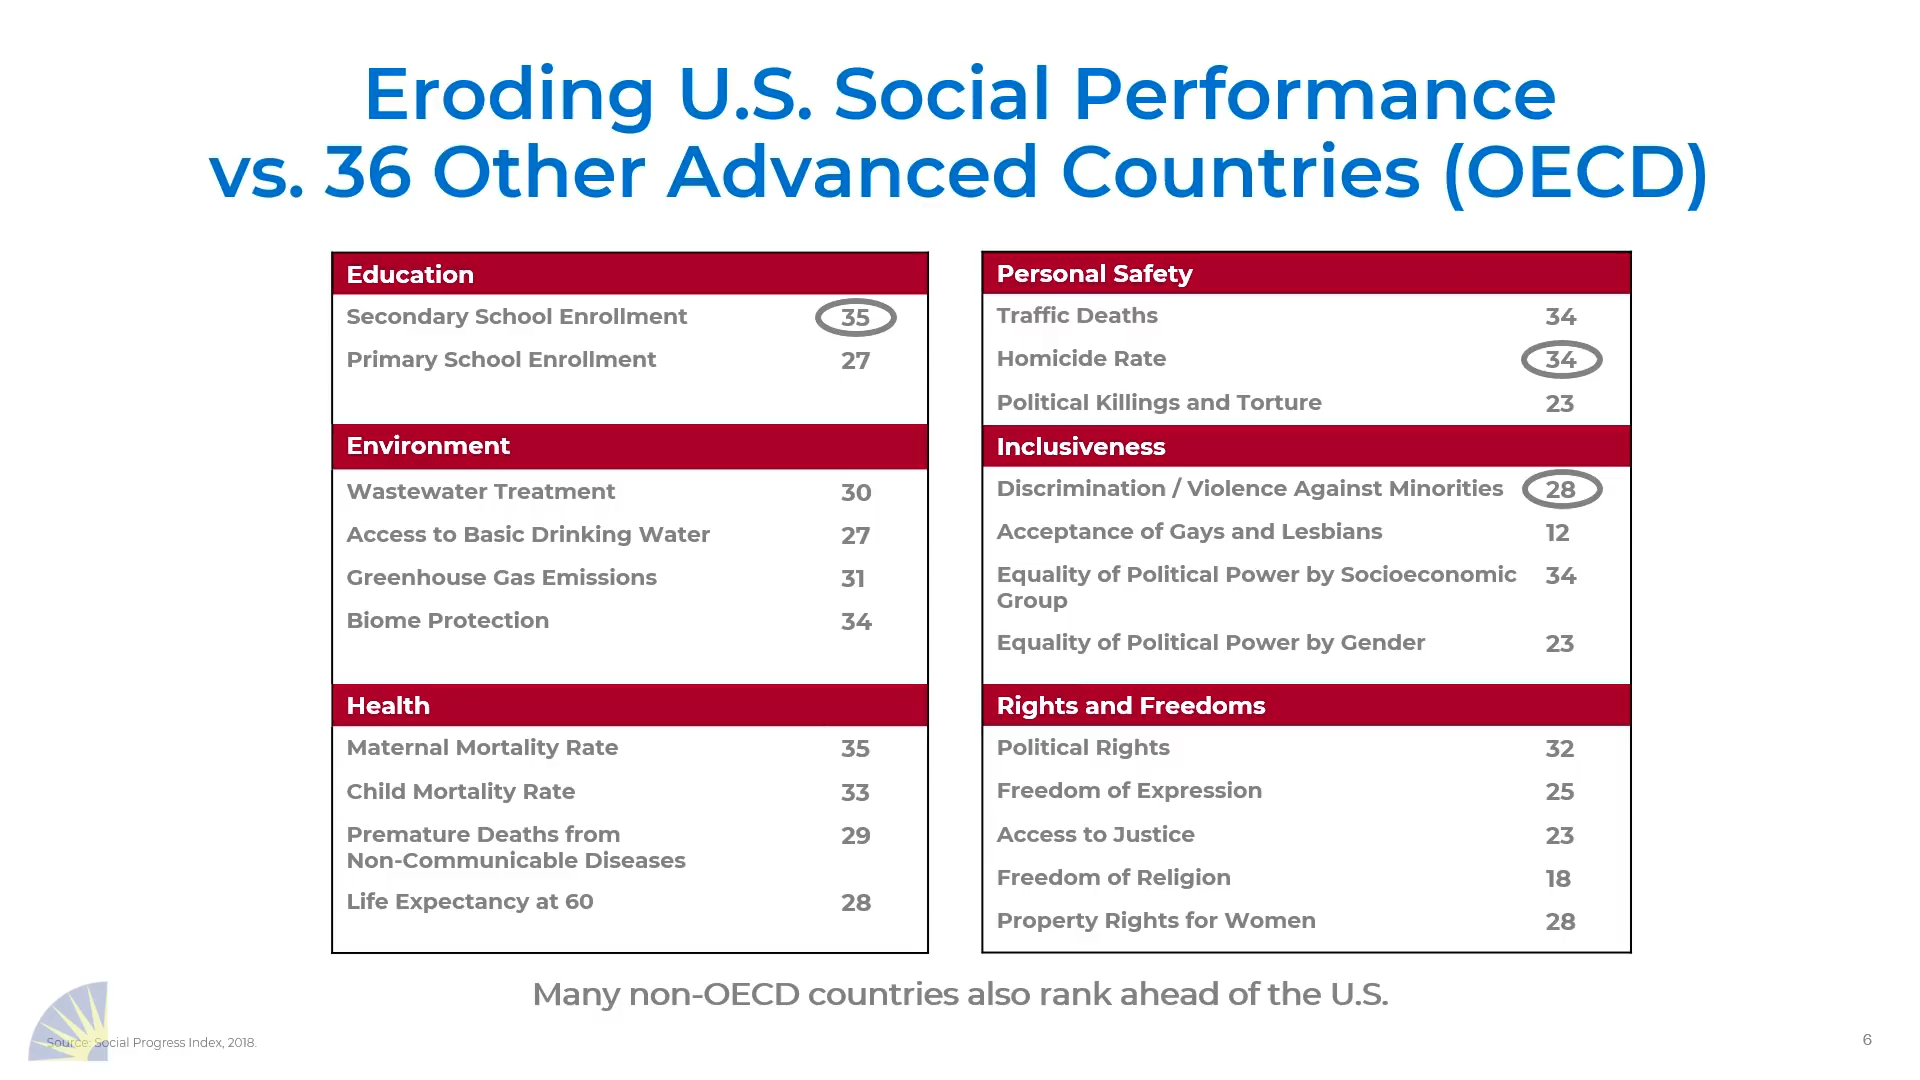 Eroding U.S. Social Performance
vs. 36 Other Advanced Countries (OECD)
Education
Secondary School Enrollment 35
Primary School Enrollment 27
Environment
Wastewater Treatment 30
Access to Basic Drinking Water 27
Greenhouse Gas Emissions 31
Biome Protection 34
Health
Maternal Mortality Rate 35
Child Mortality Rate 33
Premature Deaths from 29
Non-Communicable Diseases
Life Expectancy at 60 28
Personal Safety
Traffic Deaths 34
Homicide Rate 34
Political Killings and Torture 23
Inclusiveness
Discrimination / Violence Against Minorities 28
Acceptance of Gays and Lesbians 12
Equality of Political Power by Socioeconomic 34
Group
Equality of Political Power by Gender 23
Rights and Freedoms
Political Rights 32
Freedom of Expression 25
Access to Justice 23
Freedom of Religion 18
Property Rights for Women 28
Many non-OECD countries also rank ahead of the U.S.
Source: Social Progress Index, 2018.
6